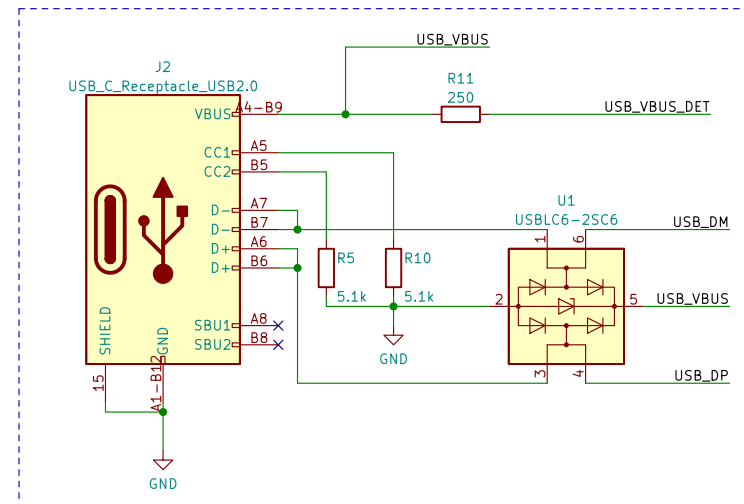 USB_VBUS
J2
USB_C_Receptacle_USB2.0
R11
250
VBUS
A4-B9
USB_VBUS_DET
CC1
A5
CC2
B5
D-
A7
D-
B7
D+
A6
D+
B6
U1
USBLC6-2SC6
USB_DM
1
6
R5
5.1k
R10
5.1k
2
5
USB_VBUS
SBU1
A8
SBU2
B8
GND
SHIELD
GND
15
A1-B12
3
4
USB_DP
GND